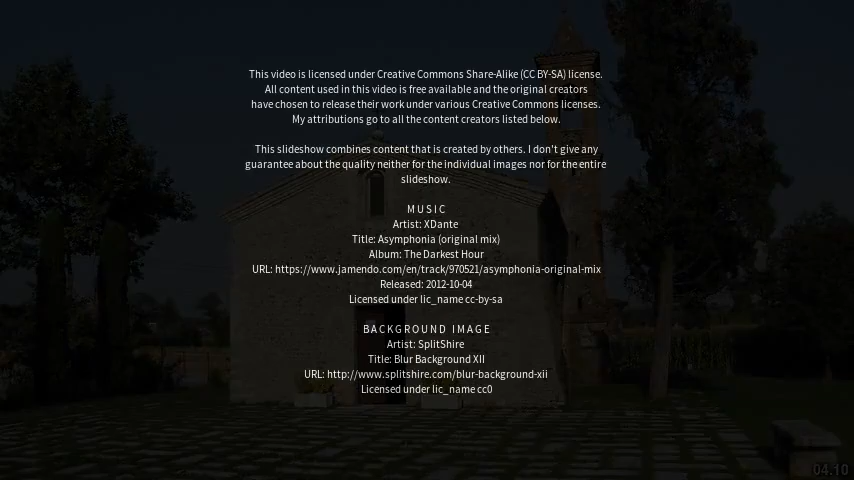 This video is licensed under Creative Commons Share-Alike (CC BY-SA) license.
All content used in this video is free available and the original creators
have chosen to release their work under various Creative Commons licenses.
My attributions go to all the content creators listed below.
This slideshow combines content that is created by others. I don't give any
guarantee about the quality neither for the individual images nor for the entire
slideshow.
MUSIC
Artist: XDante
Title: Asymphonia (original mix)
Album: The Darkest Hour
URL: https://www.jamendo.com/en/track/970521/asymphonia-original-mix
Released: 2012-10-04
Licensed under lic_name cc-by-sa
BACKGROUND IMAGE
Artist: SplitShire
Title: Blur Background XII
URL: http://www.splitshire.com/blur-background-xii
Licensed under lic_name cc0
04.10